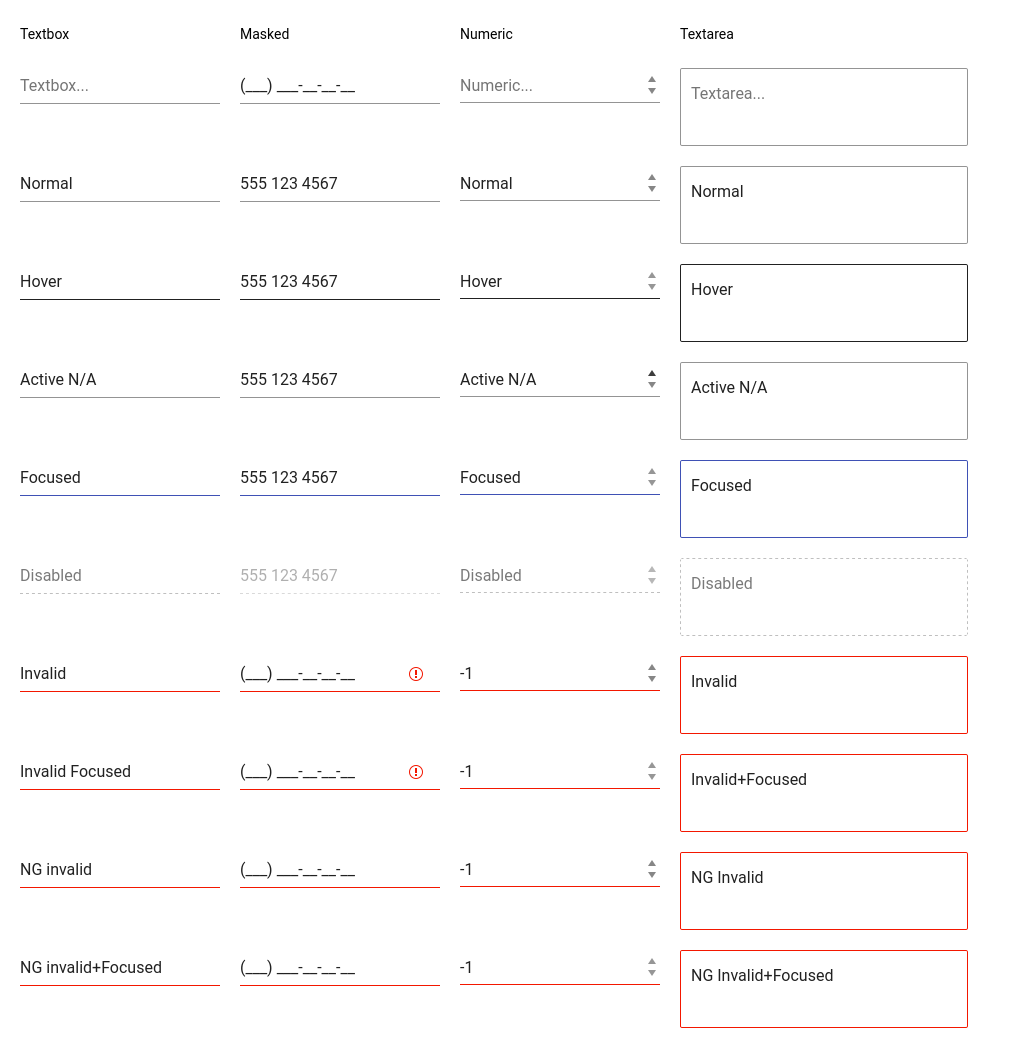 Textbox Masked Numeric Textarea
Textbox... (___) ___-__-__-__ Numeric... Textarea...
Normal 555 123 4567 Normal Normal
Hover 555 123 4567 Hover Hover
Active N/A 555 123 4567 Active N/A Active N/A
Focused 555 123 4567 Focused Focused
Disabled 555 123 4567 Disabled Disabled
Invalid (___) ___-__-__-__ -1 Invalid
Invalid Focused (___) ___-__-__-__ -1 Invalid+Focused
NG invalid (___) ___-__-__-__ -1 NG Invalid
NG invalid+Focused (___) ___-__-__-__ -1 NG Invalid+Focused